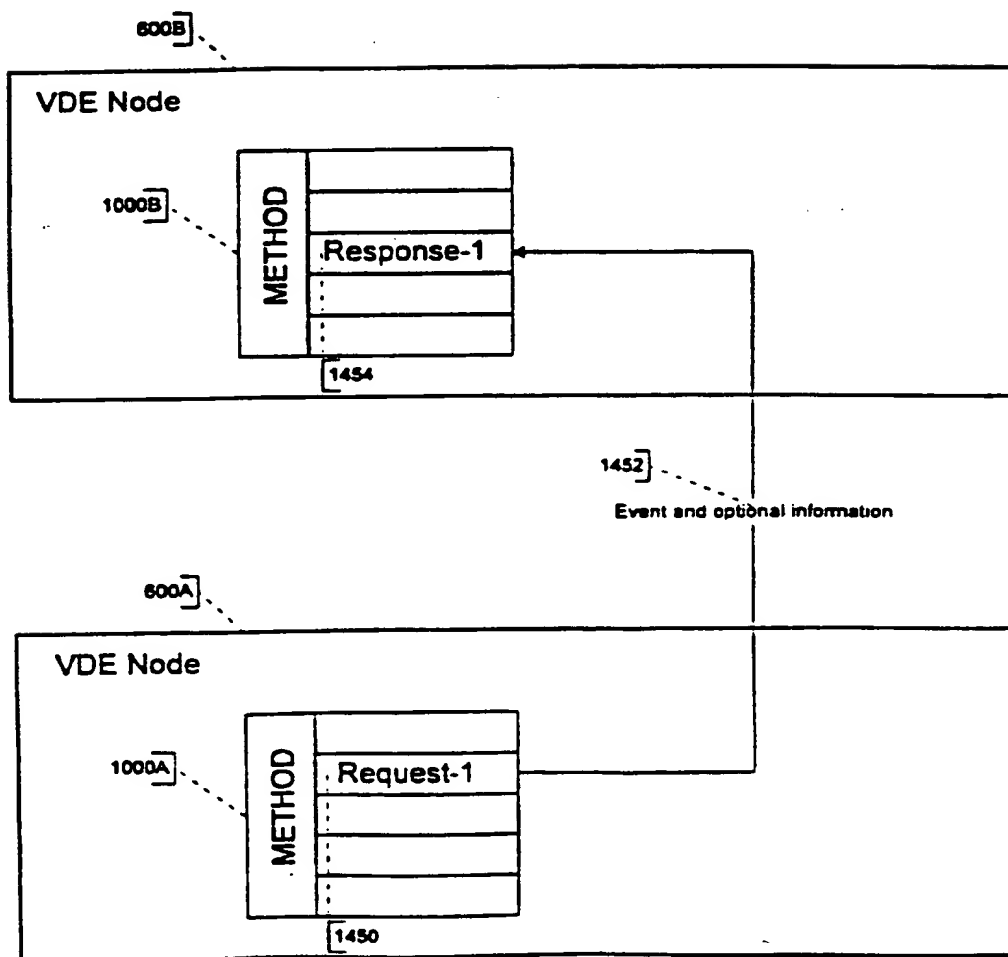 600B
VDE Node
1000B
METHOD
Response-1
1454
1452
Event and optional information
600A
VDE Node
1000A
METHOD
Request-1
1450